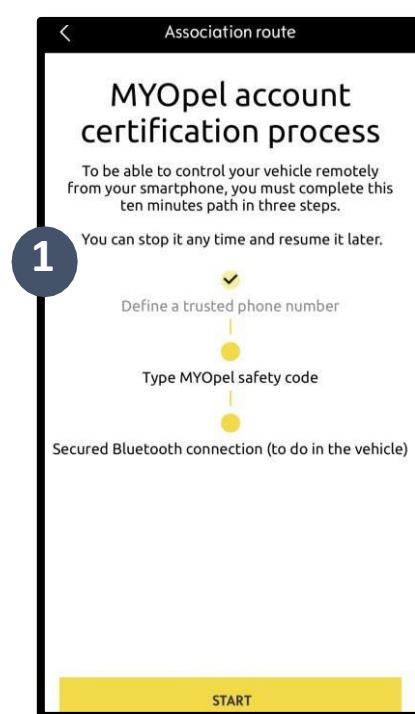 Association route
MYOpel account
certification process
To be able to control your vehicle remotely
from your smartphone, you must complete this
ten minutes path in three steps.
You can stop it any time and resume it later.
1
Define a trusted phone number
Type MYOpel safety code
Secured Bluetooth connection (to do in the vehicle)
START